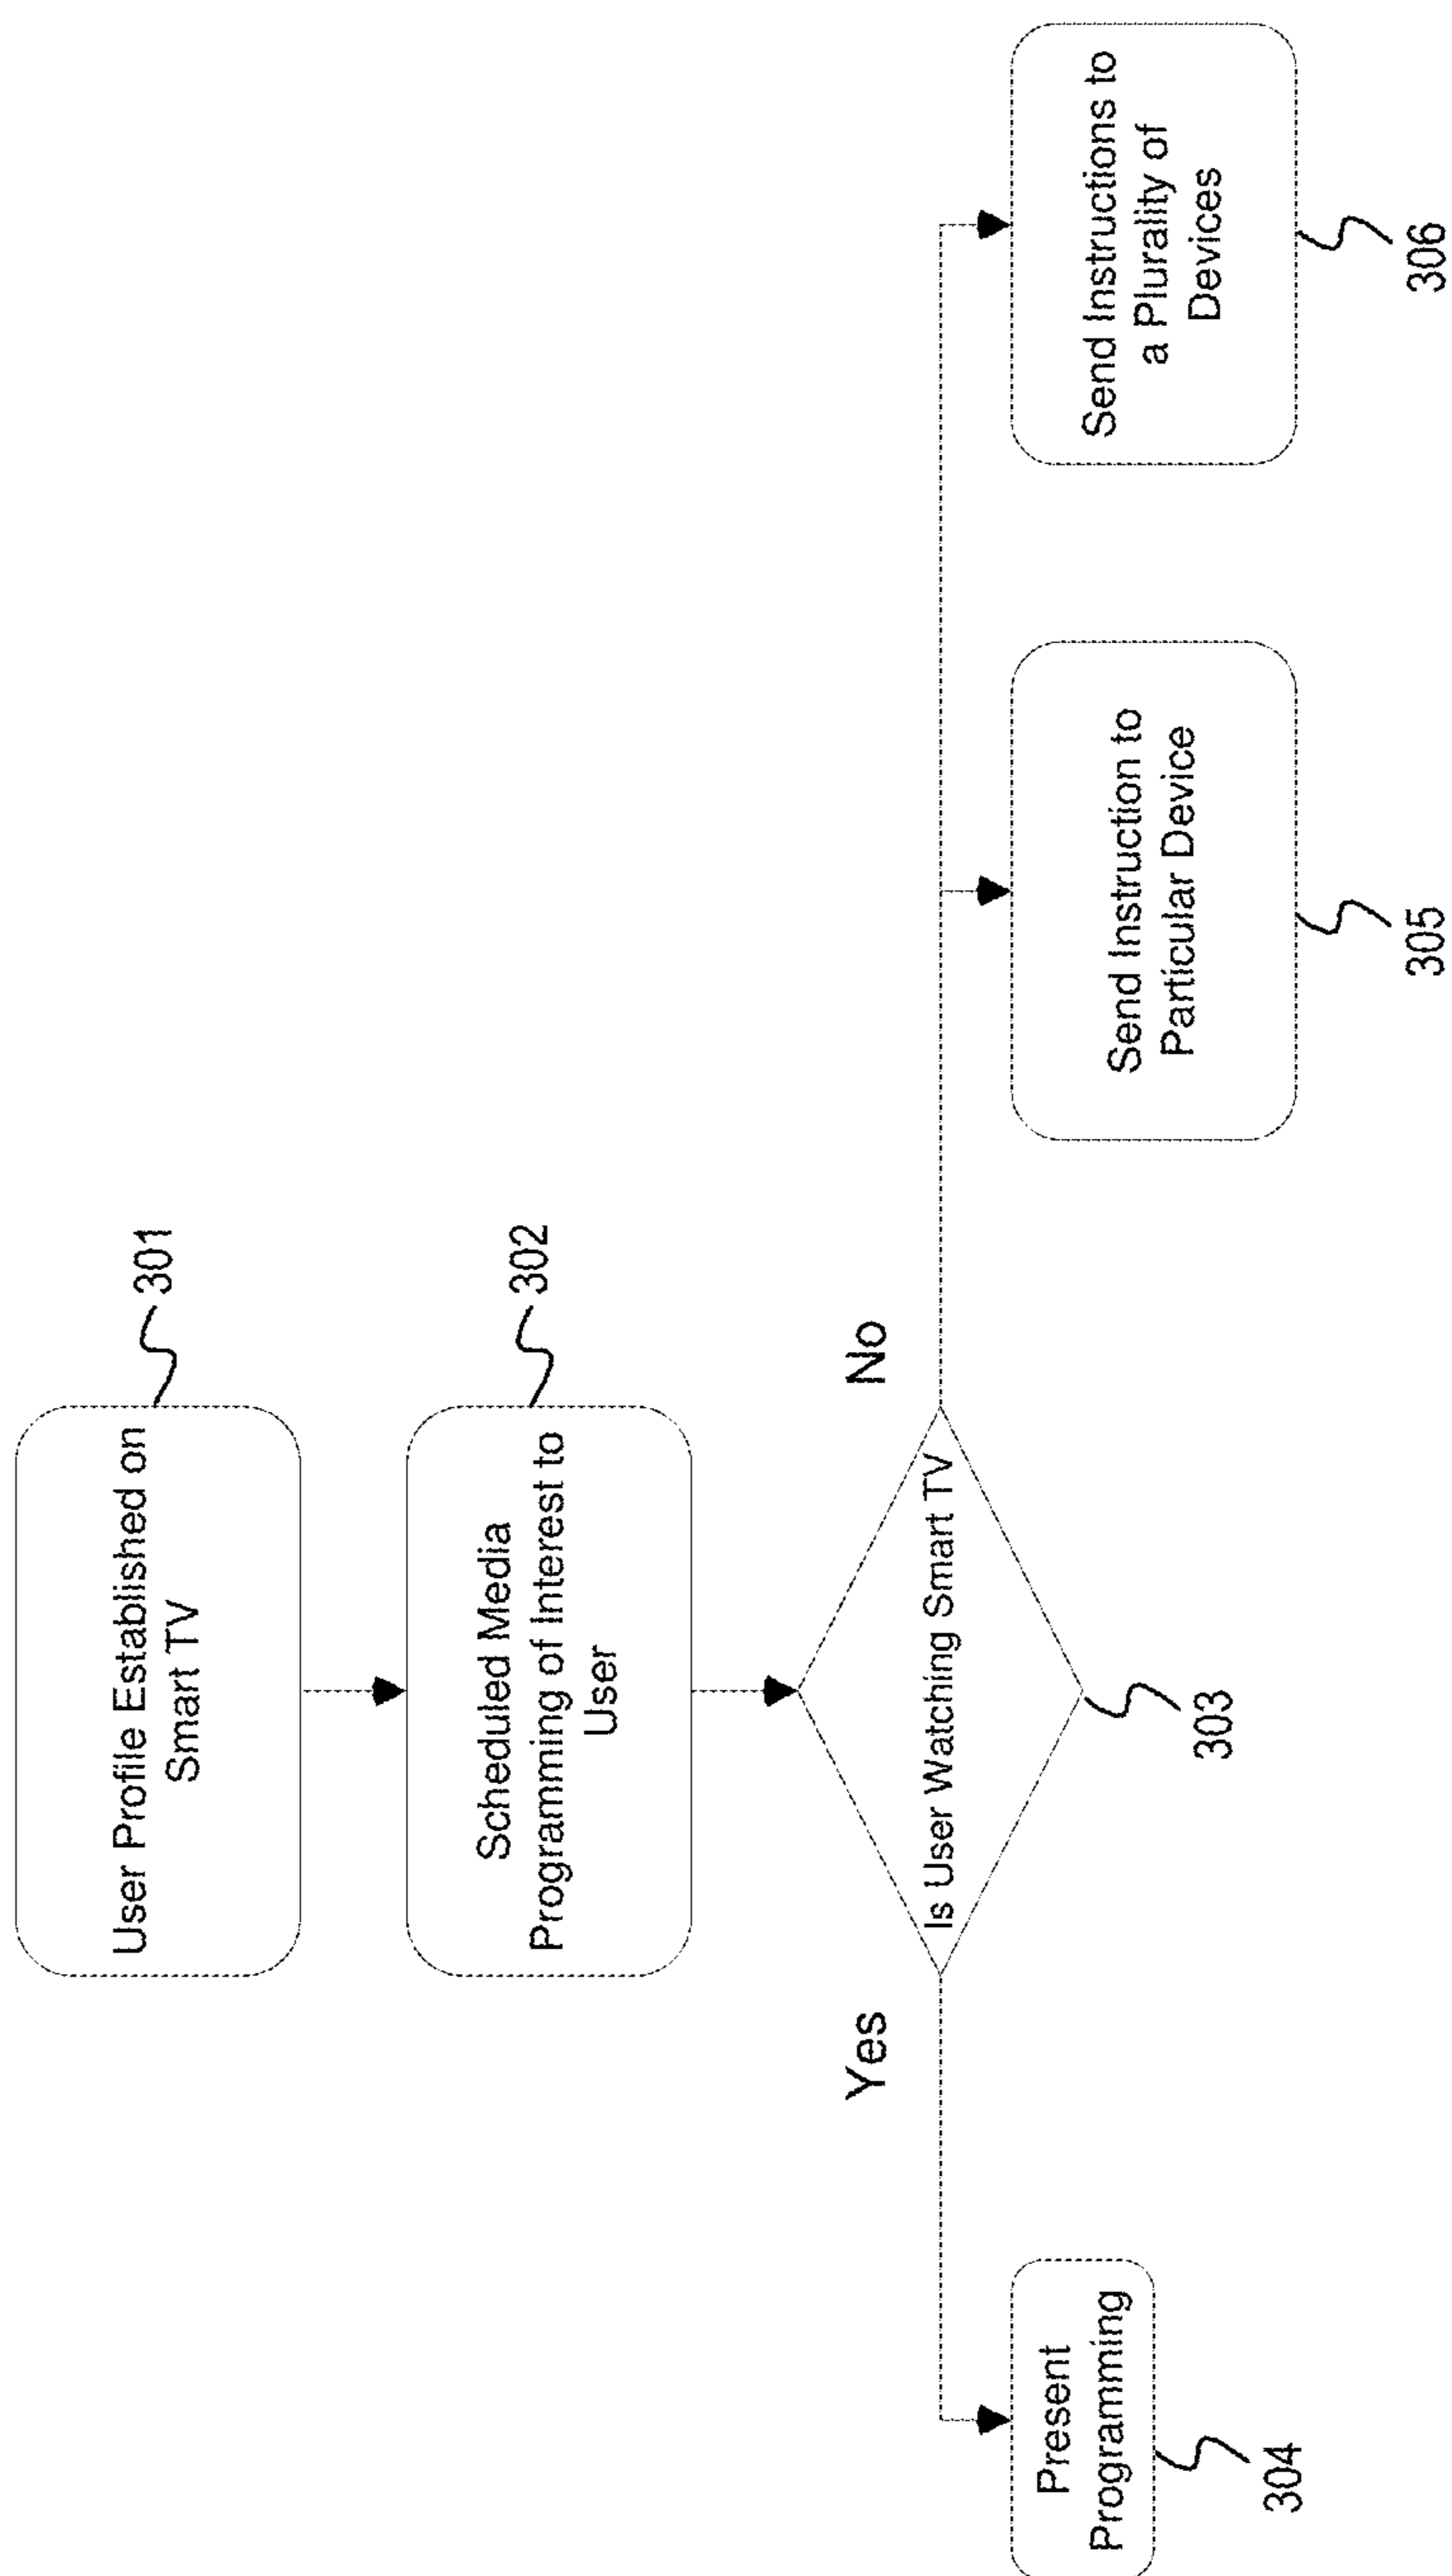 User Profile Established on
Smart TV
301
Scheduled Media
Programming of Interest to
User
302
Is User Watching Smart TV
303
Yes
No
Present
Programming
304
Send Instruction to
Particular Device
305
Send Instructions to
a Plurality of
Devices
306